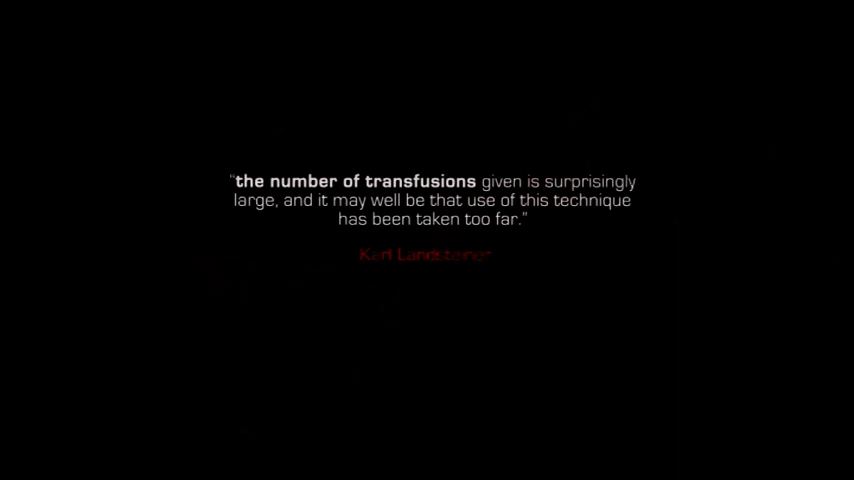 “the number of transfusions given is surprisingly
large, and it may well be that use of this technique
has been taken too far.”
Karl Landsteiner